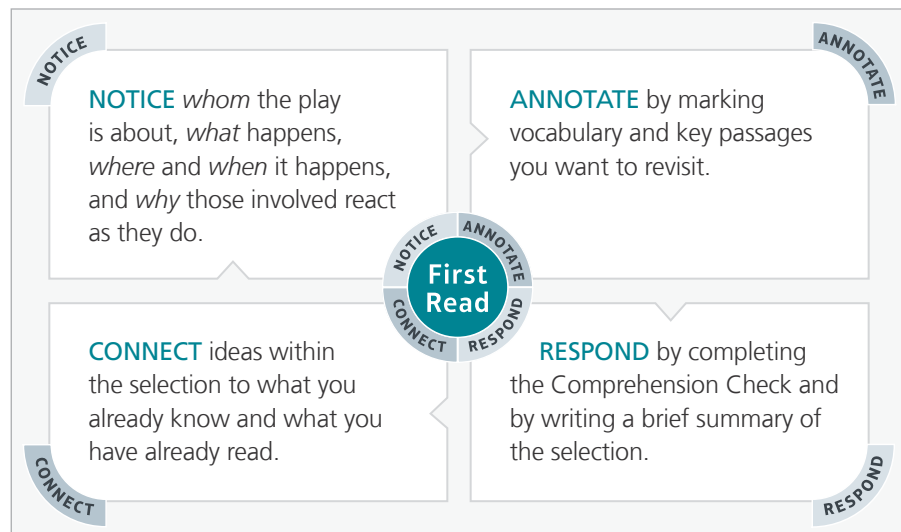 NOTICE
NOTICE whom the play
is about, what happens,
where and when it happens,
and why those involved react
as they do.
ANNOTATE
ANNOTATE by marking
vocabulary and key passages
you want to revisit.
NOTICE
ANNOTATE
First
Read
CONNECT
RESPOND
CONNECT ideas within
the selection to what you
already know and what you
have already read.
CONNECT
RESPOND by completing
the Comprehension Check and
by writing a brief summary of
the selection.
RESPOND